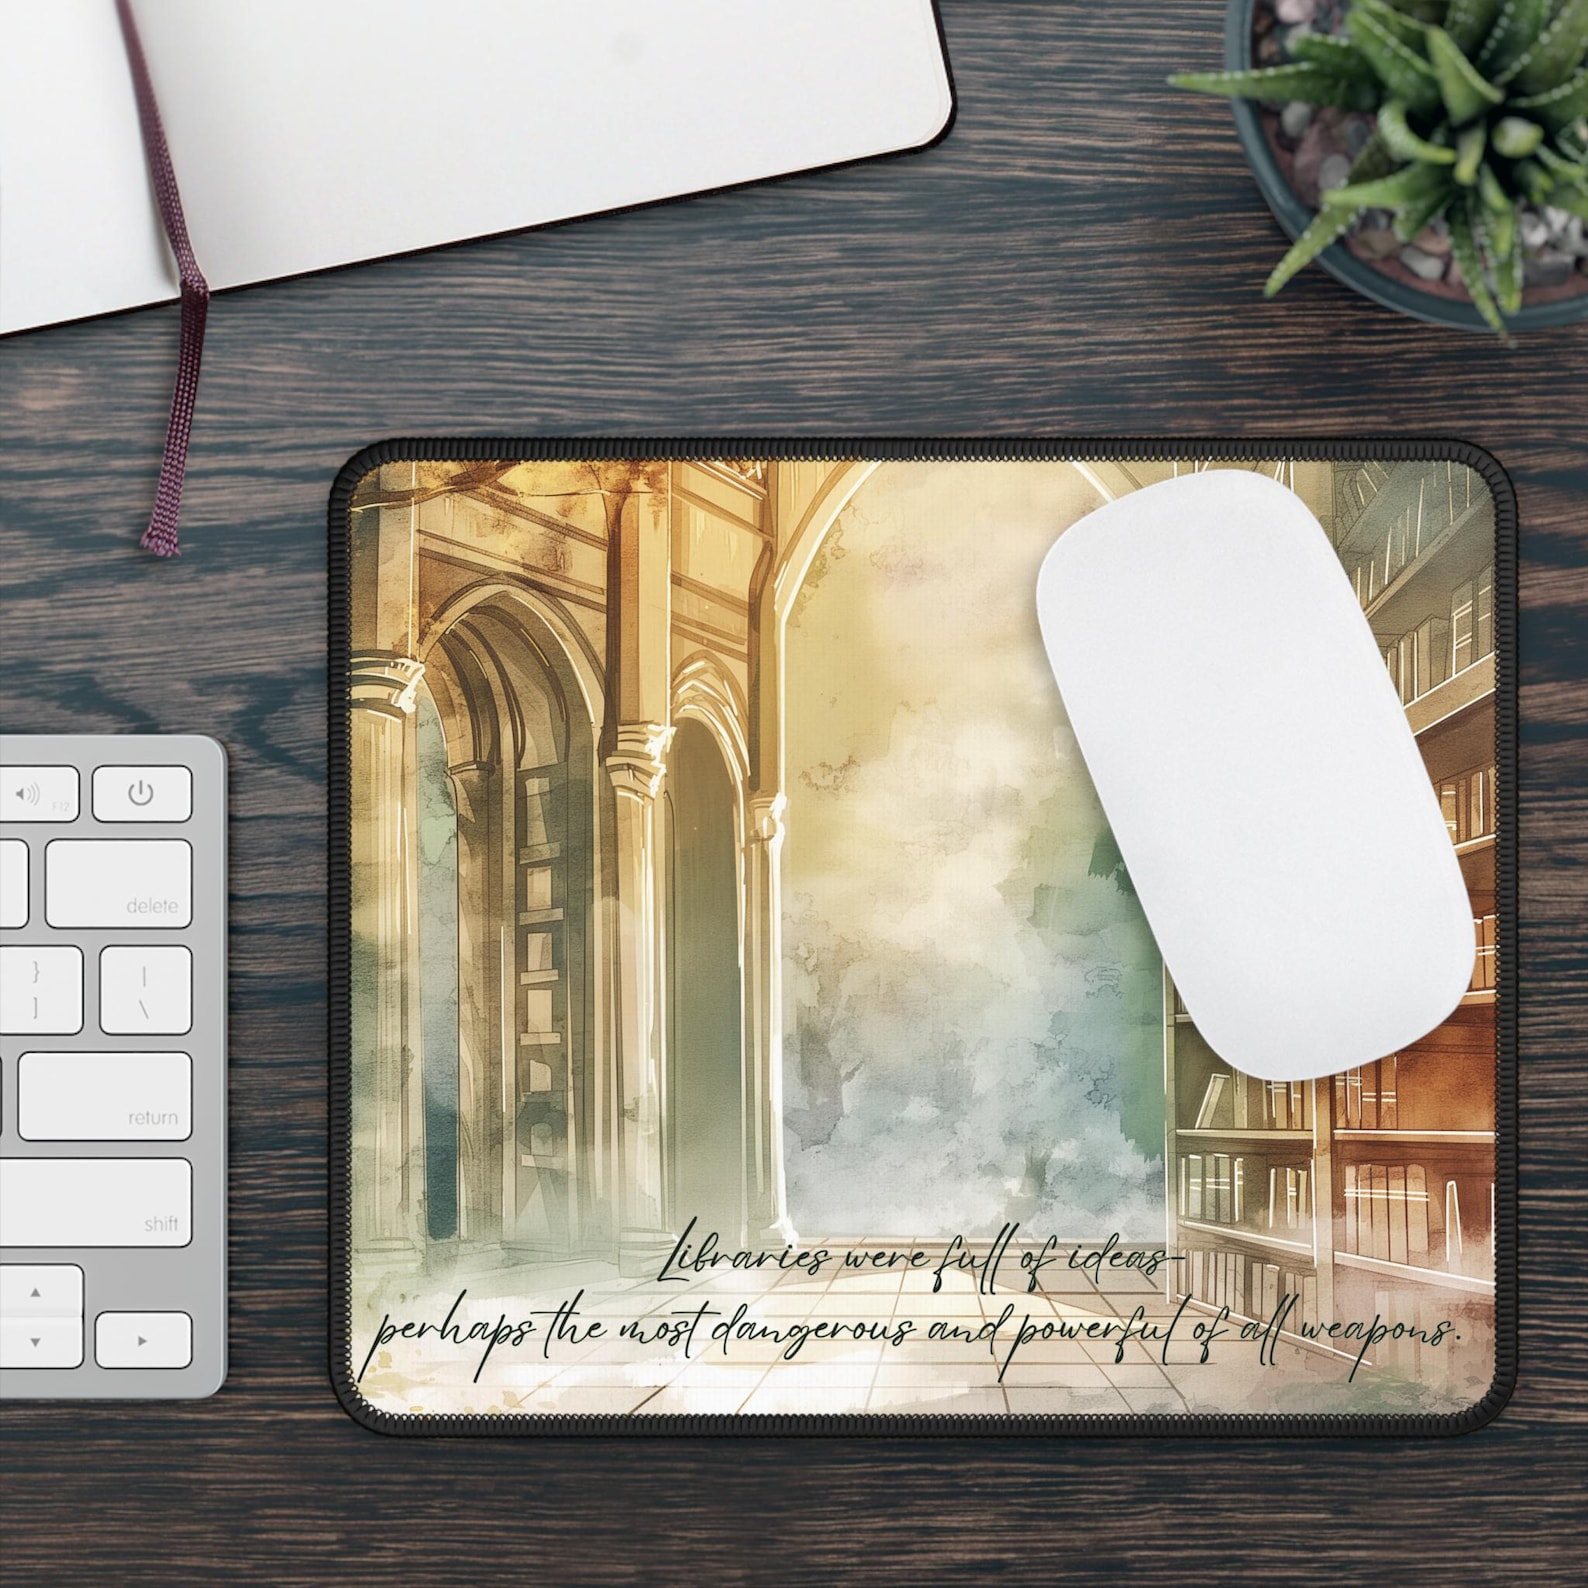 F12
delete
}
]
|
\
return
shift
Libraries were full of ideas-
perhaps the most dangerous and powerful of all weapons.